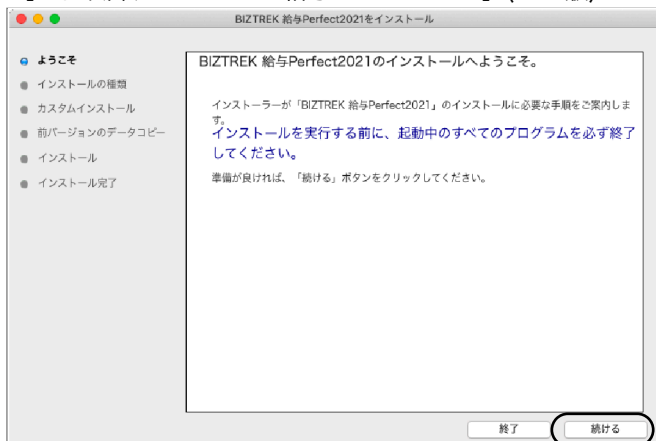 BIZTREK 給与Perfect2021をインストール
ようこそ
インストールの種類
カスタムインストール
前バージョンのデータコピー
インストール
インストール完了
BIZTREK 給与Perfect2021のインストールへようこそ。
インストーラーが「BIZTREK 給与Perfect2021」のインストールに必要な手順をご案内しま
す。
インストールを実行する前に、起動中のすべてのプログラムを必ず終了
してください。
準備が良ければ、「続ける」ボタンをクリックしてください。
終了
続ける